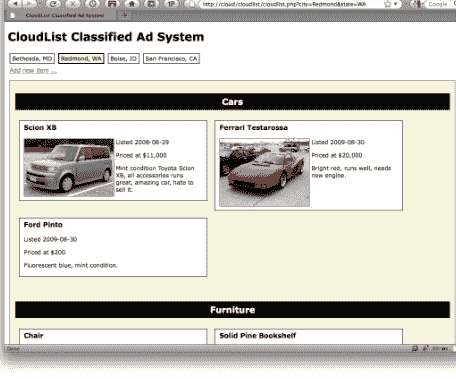 http://cloud/cloudlist/cloudlist.php?city=Redmond&state=WA
Google
CloudList Classified Ad System
CloudList Classified Ad System
Bethesda, MD Redmond, WA Boise, ID San Francisco, CA
Add new item ...
Cars
Scion XB
Listed 2008-08-29
Priced at $11,000
Mint condition Toyota Scion
XB, all accessories runs
great, amazing car, hate to
sell it.
Ferrari Testarossa
Listed 2009-08-30
Priced at $20,000
Bright red, runs well, needs
new engine.
Ford Pinto
Listed 2009-08-30
Priced at $200
Fluorescent blue, mint condition.
Furniture
Chair
Solid Pine Bookshelf
Done